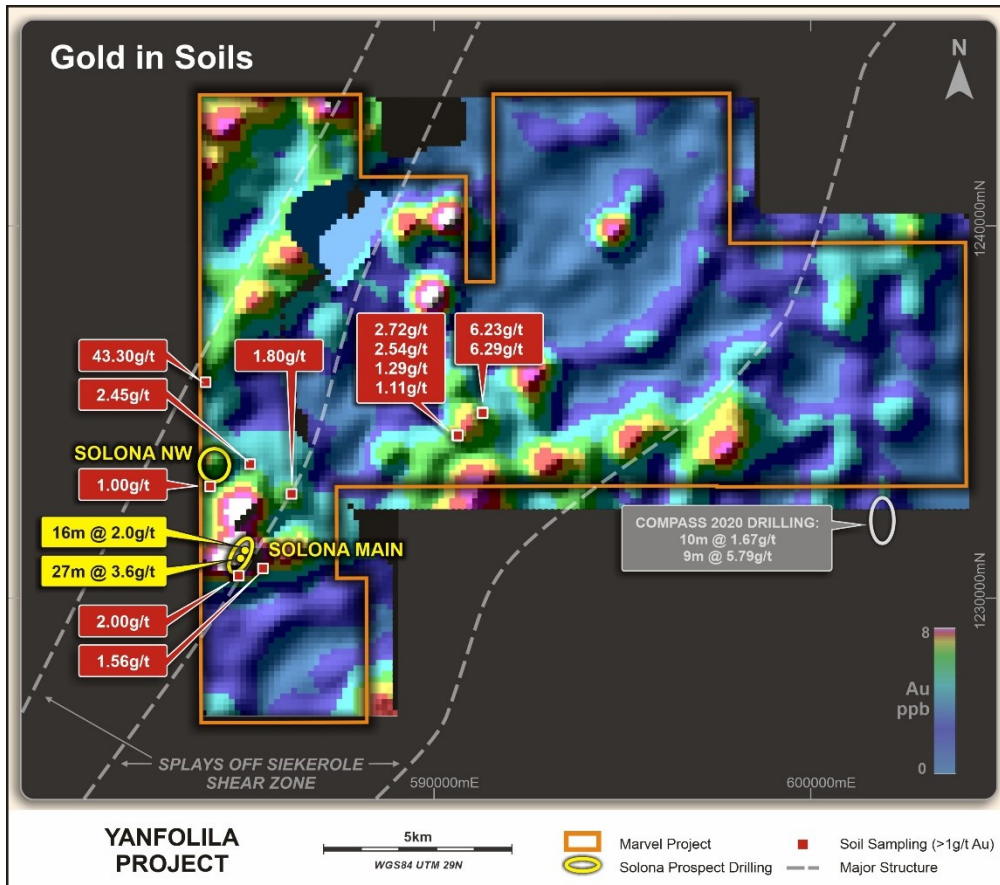 Gold in Soils
N
1240000mN
43.30g/t
1.80g/t
2.72g/t
2.54g/t
1.29g/t
1.11g/t
6.23g/t
6.29g/t
2.45g/t
SOLONA NW
1.00g/t
16m @ 2.0g/t
SOLONA MAIN
27m @ 3.6g/t
COMPASS 2020 DRILLING:
10m @ 1.67g/t
9m @ 5.79g/t
1230000mN
2.00g/t
1.56g/t
8
Au
ppb
0
SPLAYS OFF SIEKEROLE
SHEAR ZONE
590000mE
600000mE
YANFOLILA
PROJECT
5km
WGS84 UTM 29N
Marvel Project
Solona Prospect Drilling
Soil Sampling (>1g/t Au)
Major Structure